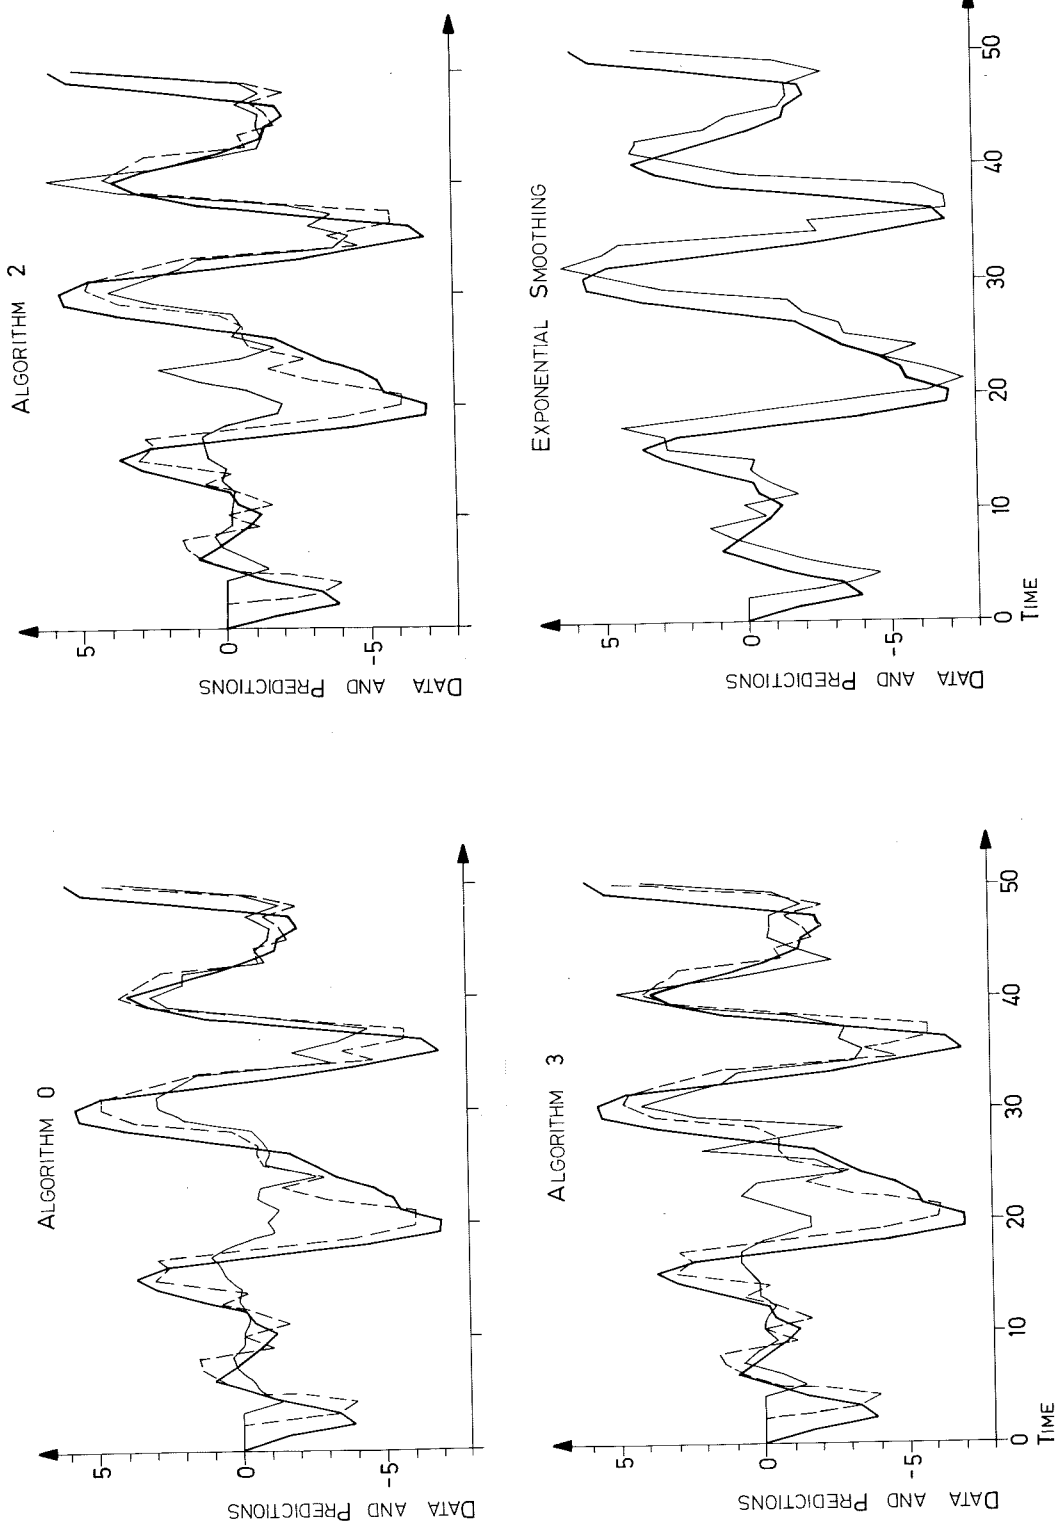 ALGORITHM 0
DATA AND PREDICTIONS
5
0
-5
ALGORITHM 2
DATA AND PREDICTIONS
5
0
-5
ALGORITHM 3
DATA AND PREDICTIONS
5
0
-5
0 10 20 30 40 50
TIME
EXPONENTIAL SMOOTHING
DATA AND PREDICTIONS
5
0
-5
0 10 20 30 40 50
TIME